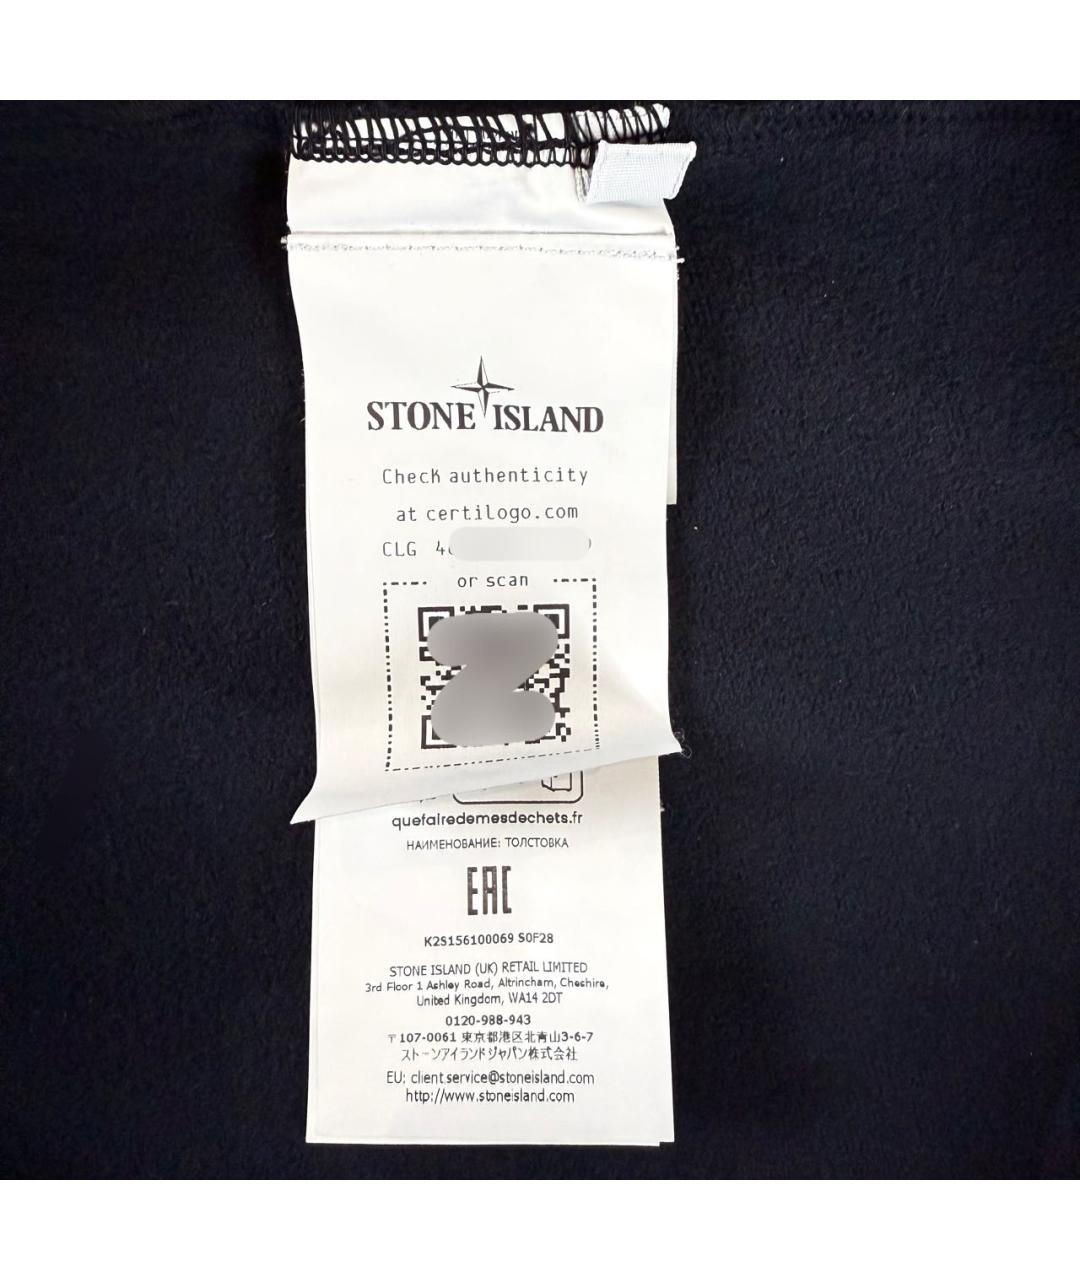 STONE ISLAND
Check authenticity
at certilogo.com
CLG 4
or scan
quefairedemesdechets.fr
НАИМЕНОВАНИЕ: ТОЛСТОВКА
EAC
K2S156100069 S0F28
STONE ISLAND (UK) RETAIL LIMITED
3rd Floor 1 Ashley Road, Altrincham, Cheshire,
United Kingdom, WA14 2DT
0120-988-943
〒107-0061 東京都港区北青山3-6-7
ストーンアイランドジャパン株式会社
EU: client.service@stoneisland.com
http://www.stoneisland.com